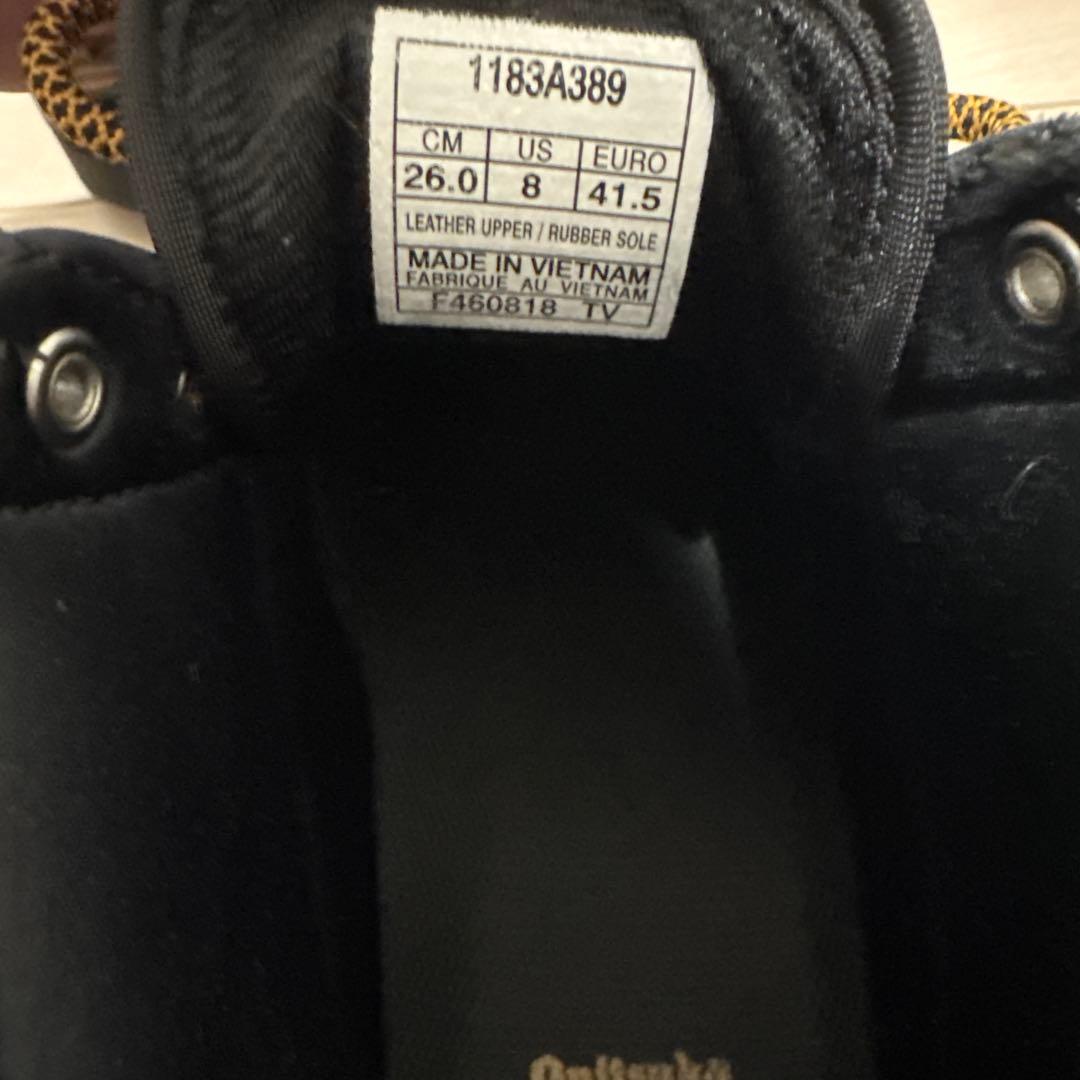 1183A389
CM US EURO
26.0 8 41.5
LEATHER UPPER / RUBBER SOLE
MADE IN VIETNAM
FABRIQUE AU VIETNAM
F460818 TV
Onitsuka